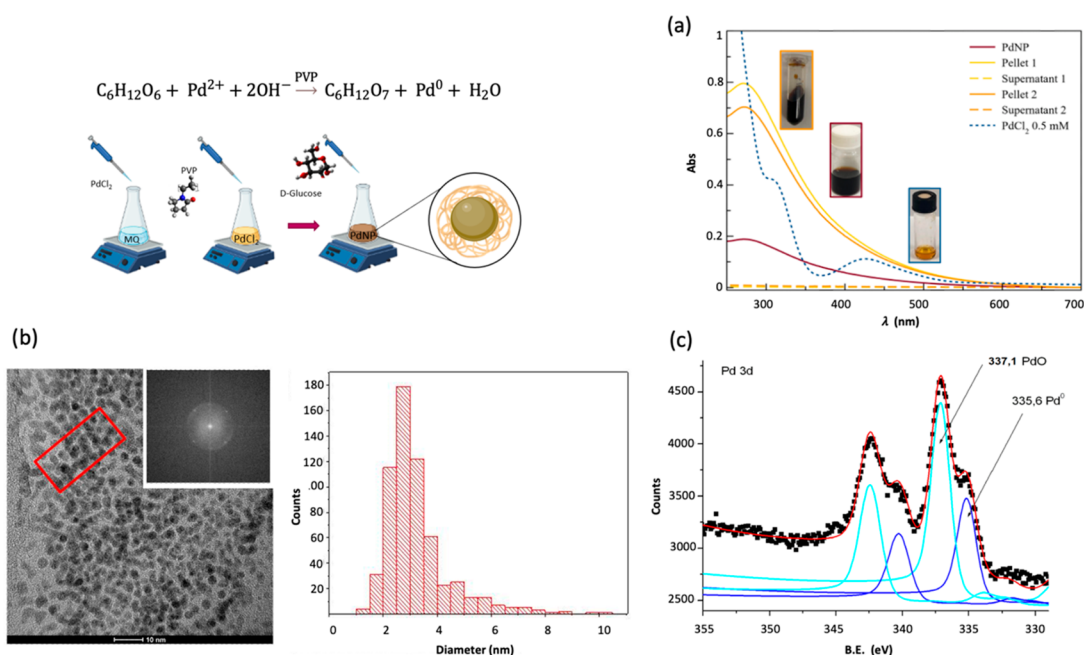 (a)
C₆H₁₂O₆ + Pd²⁺ + 2OH⁻ PVP → C₆H₁₂O₇ + Pd⁰ + H₂O
PdCl₂
PVP
D-Glucose
MQ
PdCl₂
PdNP
1
0.8
0.6
0.4
0.2
0
Abs
300
400
500
600
700
λ (nm)
PdNP
Pellet 1
Supernatant 1
Pellet 2
Supernatant 2
PdCl₂ 0.5 mM
(b)
10 nm
180
160
140
120
.00
80
60
40
20
Counts
0
2
4
6
8
10
Diameter (nm)
(c)
Pd 3d
337,1 PdO
335,6 Pd⁰
4500
4000
3500
3000
2500
Counts
355
350
345
340
335
330
B.E. (eV)